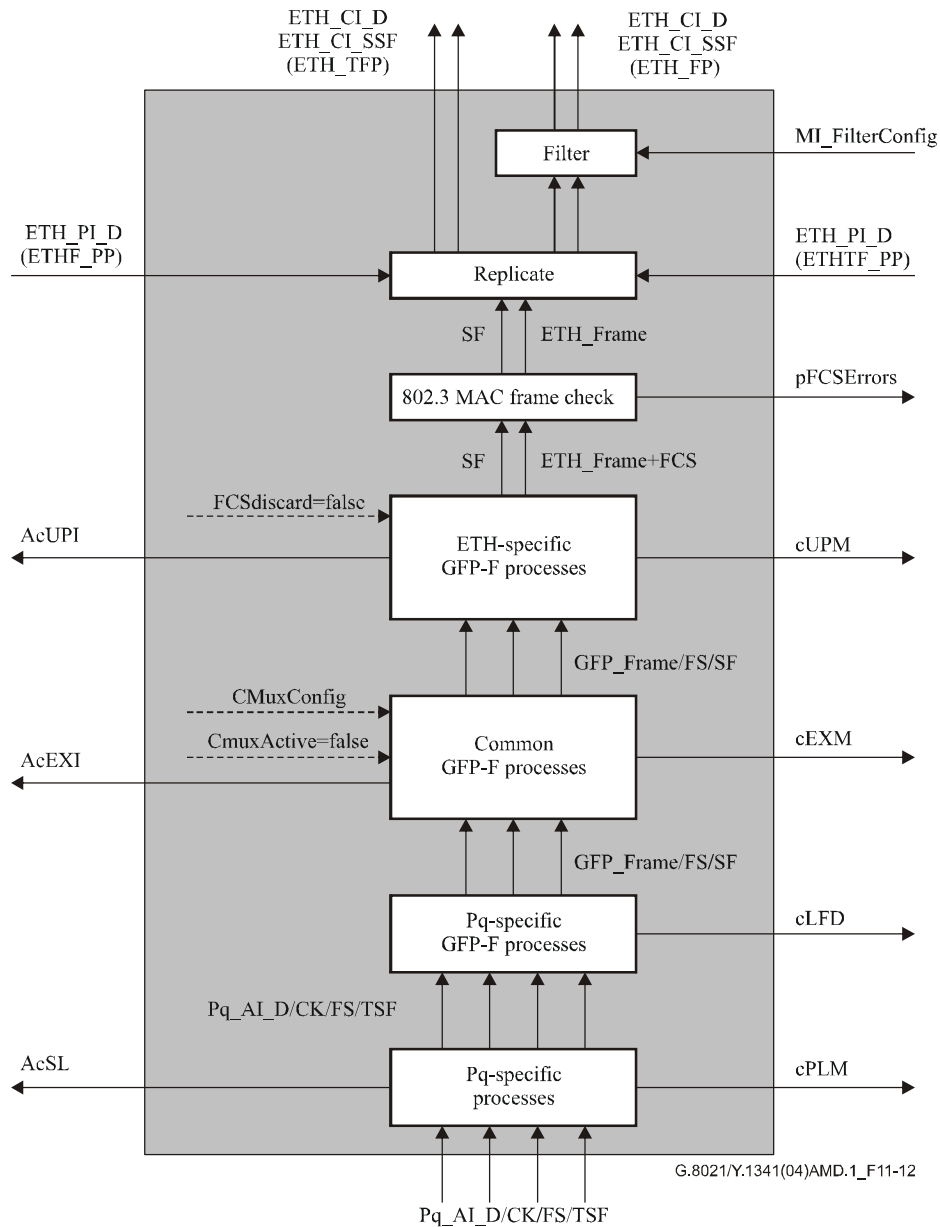 ETH_CI_D
ETH_CI_SSF
(ETH_TFP)
ETH_CI_D
ETH_CI_SSF
(ETH_FP)
Filter
MI_FilterConfig
ETH_PI_D
(ETHF_PP)
Replicate
ETH_PI_D
(ETHTF_PP)
SF
ETH_Frame
802.3 MAC frame check
pFCSErrors
SF
ETH_Frame+FCS
FCSdiscard=false
AcUPI
ETH-specific
GFP-F processes
cUPM
GFP_Frame/FS/SF
CMuxConfig
CmuxActive=false
AcEXI
Common
GFP-F processes
cEXM
GFP_Frame/FS/SF
Pq-specific
GFP-F processes
cLFD
Pq_AI_D/CK/FS/TSF
AcSL
Pq-specific
processes
cPLM
G.8021/Y.1341(04)AMD.1_F11-12
Pq_AI_D/CK/FS/TSF